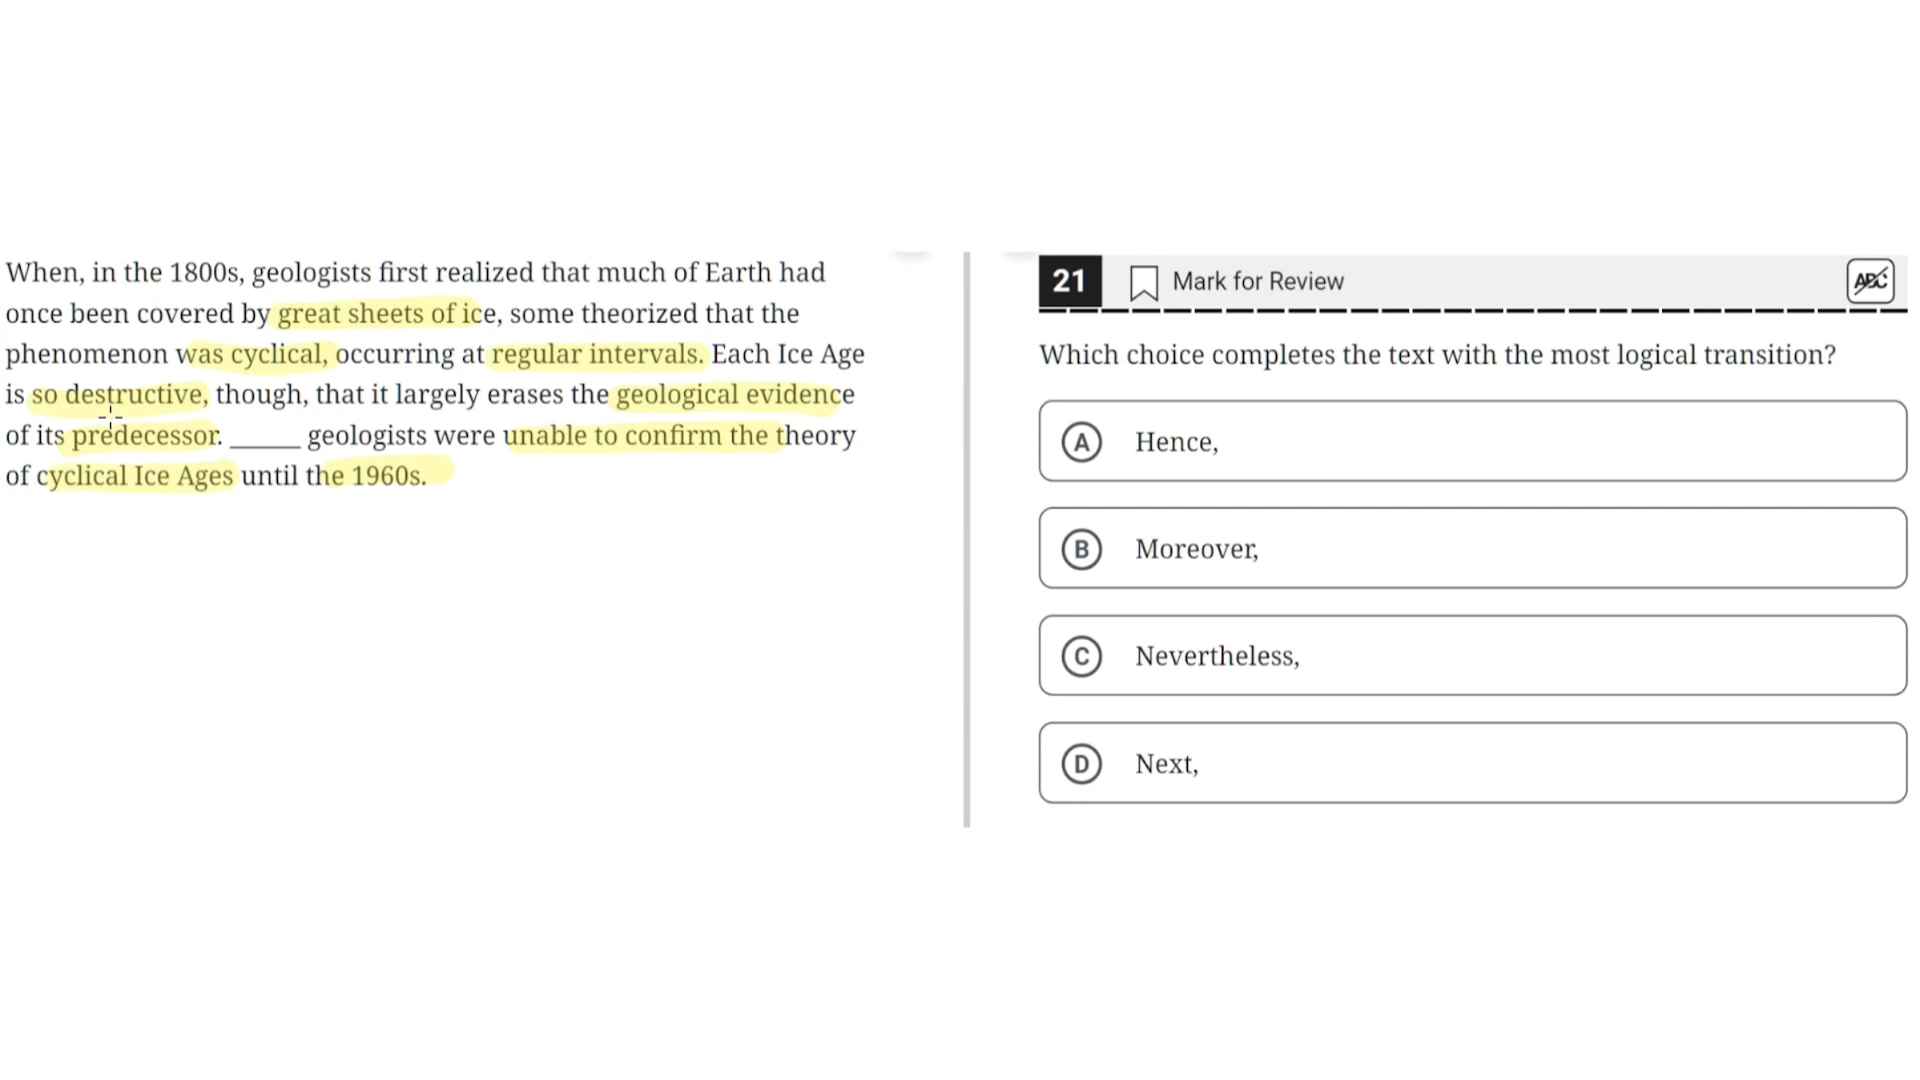 When, in the 1800s, geologists first realized that much of Earth had
once been covered by great sheets of ice, some theorized that the
phenomenon was cyclical, occurring at regular intervals. Each Ice Age
is so destructive, though, that it largely erases the geological evidence
of its predecessor. ______ geologists were unable to confirm the theory
of cyclical Ice Ages until the 1960s.
21 Mark for Review ABC
Which choice completes the text with the most logical transition?
A Hence,
B Moreover,
C Nevertheless,
D Next,